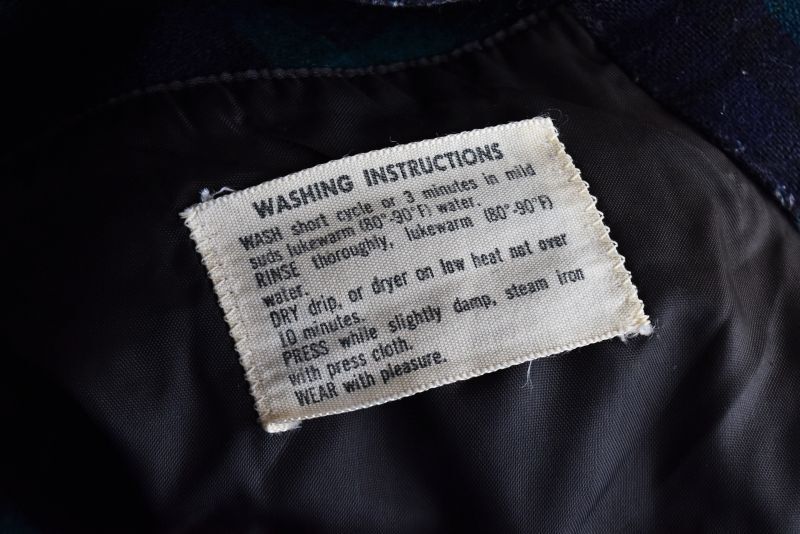 WASHING INSTRUCTIONS
WASH short cycle or 3 minutes in mild
suds lukewarm (80°-90°F) water.
RINSE thoroughly, lukewarm (80°-90°F)
water.
DRY drip, or dryer on low heat not over
10 minutes.
PRESS while slightly damp, steam iron
with press cloth.
WEAR with pleasure.